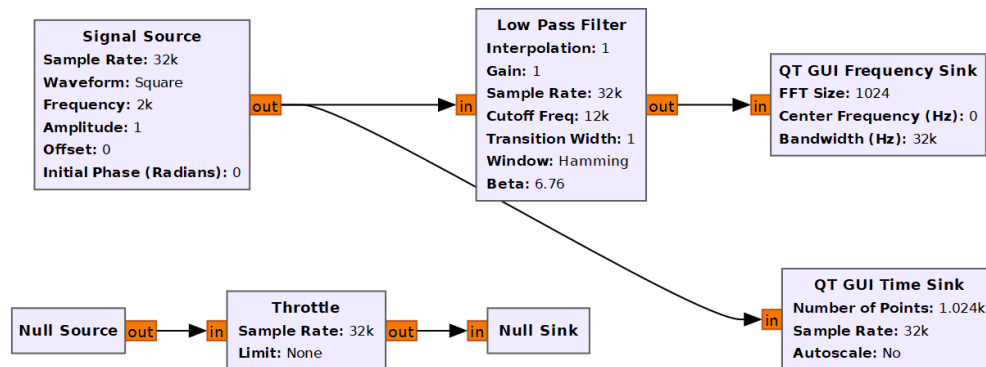 Signal Source
Sample Rate: 32k
Waveform: Square
Frequency: 2k
Amplitude: 1
Offset: 0
Initial Phase (Radians): 0
out
in
Low Pass Filter
Interpolation: 1
Gain: 1
Sample Rate: 32k
Cutoff Freq: 12k
Transition Width: 1
Window: Hamming
Beta: 6.76
out
in
QT GUI Frequency Sink
FFT Size: 1024
Center Frequency (Hz): 0
Bandwidth (Hz): 32k
Null Source
out
in
Throttle
Sample Rate: 32k
Limit: None
out
in
Null Sink
in
QT GUI Time Sink
Number of Points: 1.024k
Sample Rate: 32k
Autoscale: No